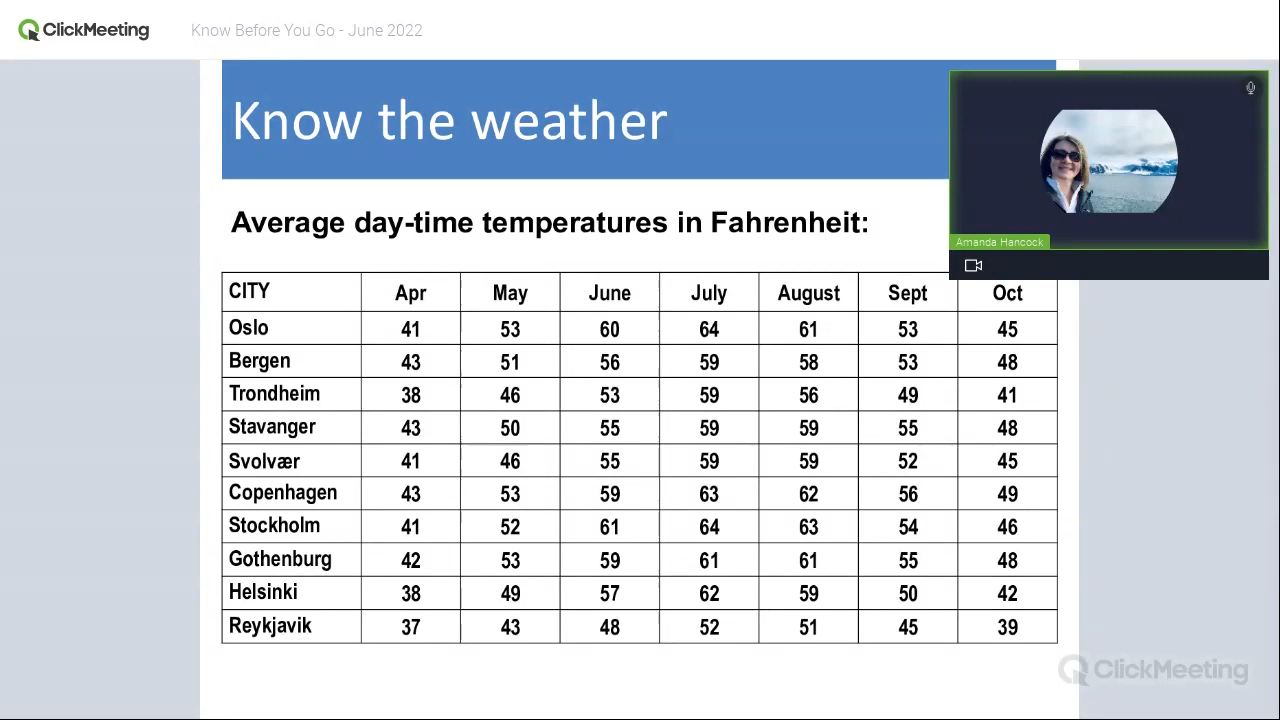 ClickMeeting
Know Before You Go - June 2022
Know the weather
Amanda Hancock
Average day-time temperatures in Fahrenheit:
CITY Apr May June July August Sept Oct
Oslo 41 53 60 64 61 53 45
Bergen 43 51 56 59 58 53 48
Trondheim 38 46 53 59 56 49 41
Stavanger 43 50 55 59 59 55 48
Svolvær 41 46 55 59 59 52 45
Copenhagen 43 53 59 63 62 56 49
Stockholm 41 52 61 64 63 54 46
Gothenburg 42 53 59 61 61 55 48
Helsinki 38 49 57 62 59 50 42
Reykjavik 37 43 48 52 51 45 39
ClickMeeting